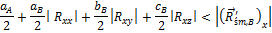 a_A/2 + a_B/2 |R_xx| + b_B/2 |R_xy| + c_B/2 |R_xz| < |(R⃗'_sm,B)_x|